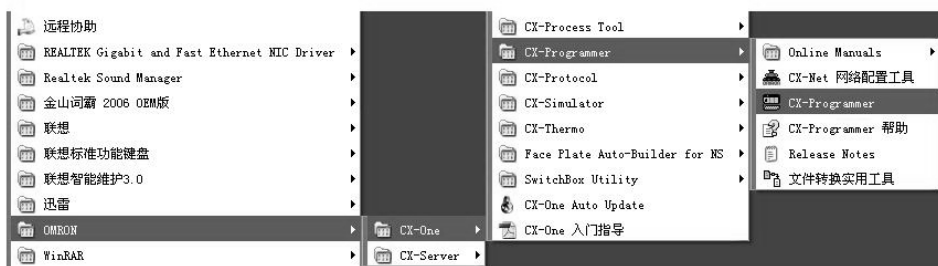 远程协助
REALTEK Gigabit and Fast Ethernet NIC Driver
Realtek Sound Manager
金山词霸 2006 OEM版
联想
联想标准功能键盘
联想智能维护3.0
迅雷
OMRON
WinRAR
CX-One
CX-Server
CX-Process Tool
CX-Programmer
CX-Protocol
CX-Simulator
CX-Thermo
Face Plate Auto-Builder for NS
SwitchBox Utility
CX-One Auto Update
CX-One 入门指导
Online Manuals
CX-Net 网络配置工具
CX-Programmer
CX-Programmer 帮助
Release Notes
文件转换实用工具